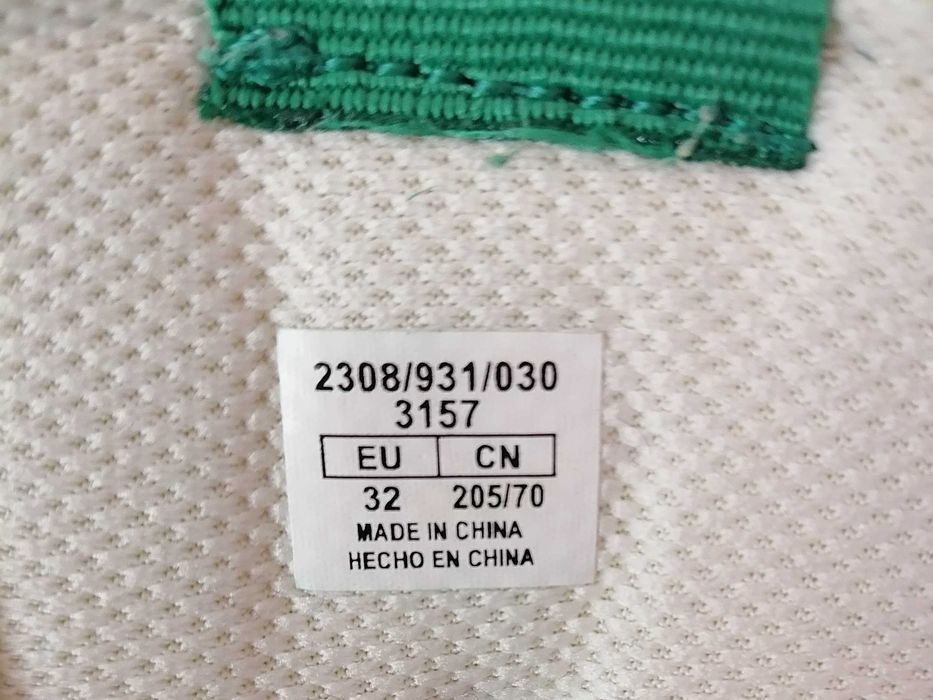 2308/931/030
3157
EU CN
32 205/70
MADE IN CHINA
HECHO EN CHINA